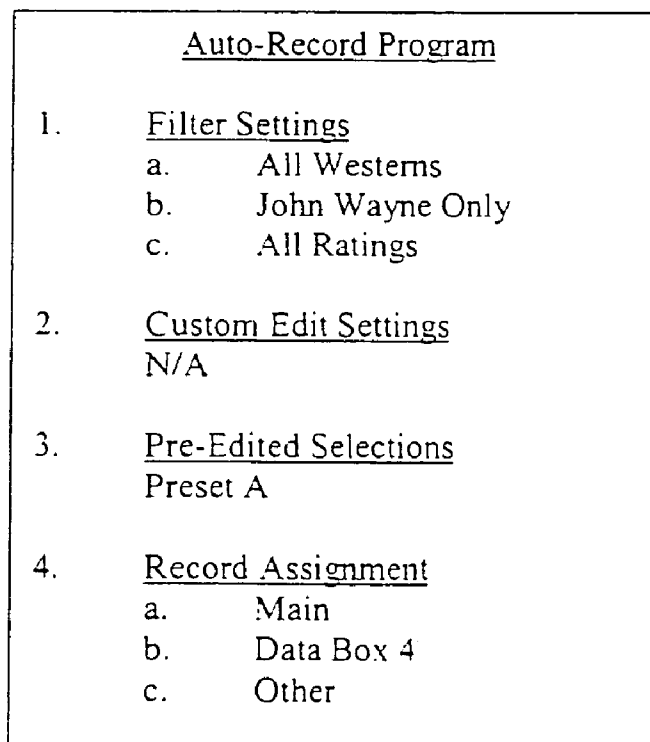 Auto-Record Program
1. Filter Settings
a. All Westerns
b. John Wayne Only
c. All Ratings
2. Custom Edit Settings
N/A
3. Pre-Edited Selections
Preset A
4. Record Assignment
a. Main
b. Data Box 4
c. Other